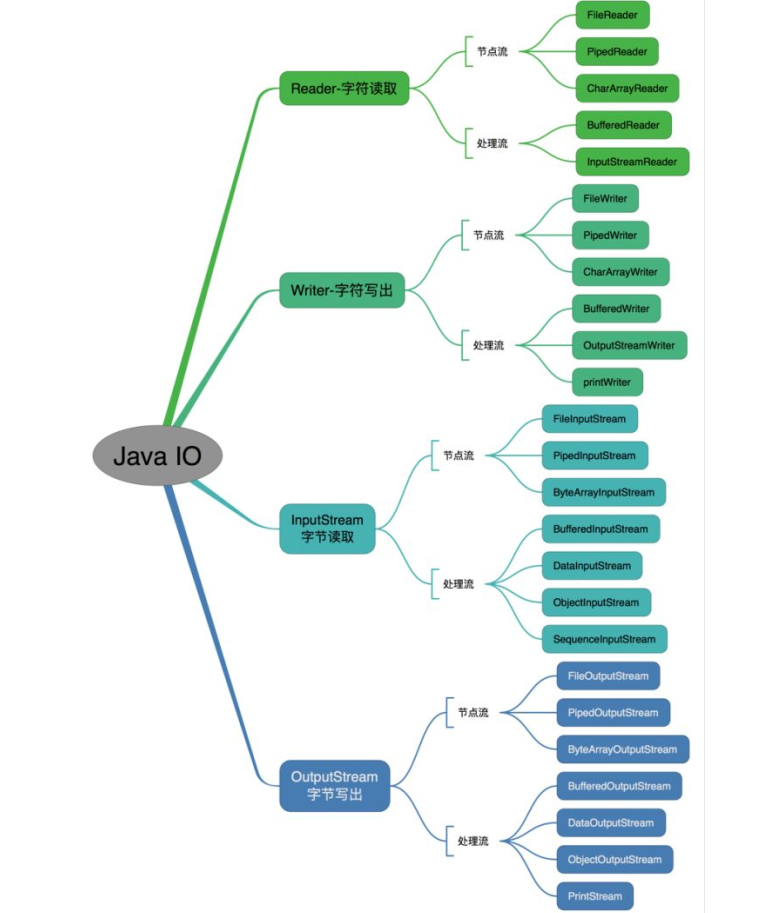 Java IO
Reader-字符读取
节点流
FileReader
PipedReader
CharArrayReader
处理流
BufferedReader
InputStreamReader
Writer-字符写出
节点流
FileWriter
PipedWriter
CharArrayWriter
处理流
BufferedWriter
OutputStreamWriter
printWriter
InputStream
字节读取
节点流
FileInputStream
PipedInputStream
ByteArrayInputStream
处理流
BufferedInputStream
DataInputStream
ObjectInputStream
SequenceInputStream
OutputStream
字节写出
节点流
FileOutputStream
PipedOutputStream
ByteArrayOutputStream
处理流
BufferedOutputStream
DataOutputStream
ObjectOutputStream
PrintStream